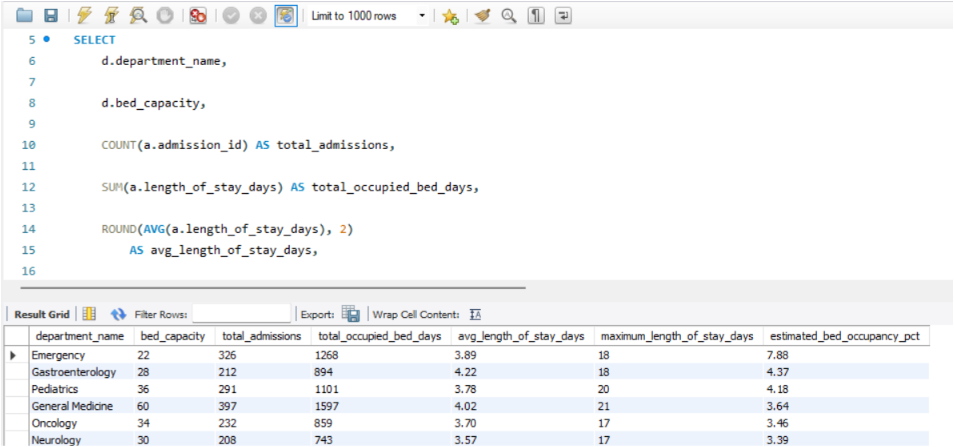 Limit to 1000 rows
5 SELECT
6 d.department_name,
7
8 d.bed_capacity,
9
10 COUNT(a.admission_id) AS total_admissions,
11
12 SUM(a.length_of_stay_days) AS total_occupied_bed_days,
13
14 ROUND(AVG(a.length_of_stay_days), 2)
15 AS avg_length_of_stay_days,
16
Result Grid Filter Rows: Export: Wrap Cell Content:
department_name bed_capacity total_admissions total_occupied_bed_days avg_length_of_stay_days maximum_length_of_stay_days estimated_bed_occupancy_pct
Emergency 22 326 1268 3.89 18 7.88
Gastroenterology 28 212 894 4.22 18 4.37
Pediatrics 36 291 1101 3.78 20 4.18
General Medicine 60 397 1597 4.02 21 3.64
Oncology 34 232 859 3.70 17 3.46
Neurology 30 208 743 3.57 17 3.39